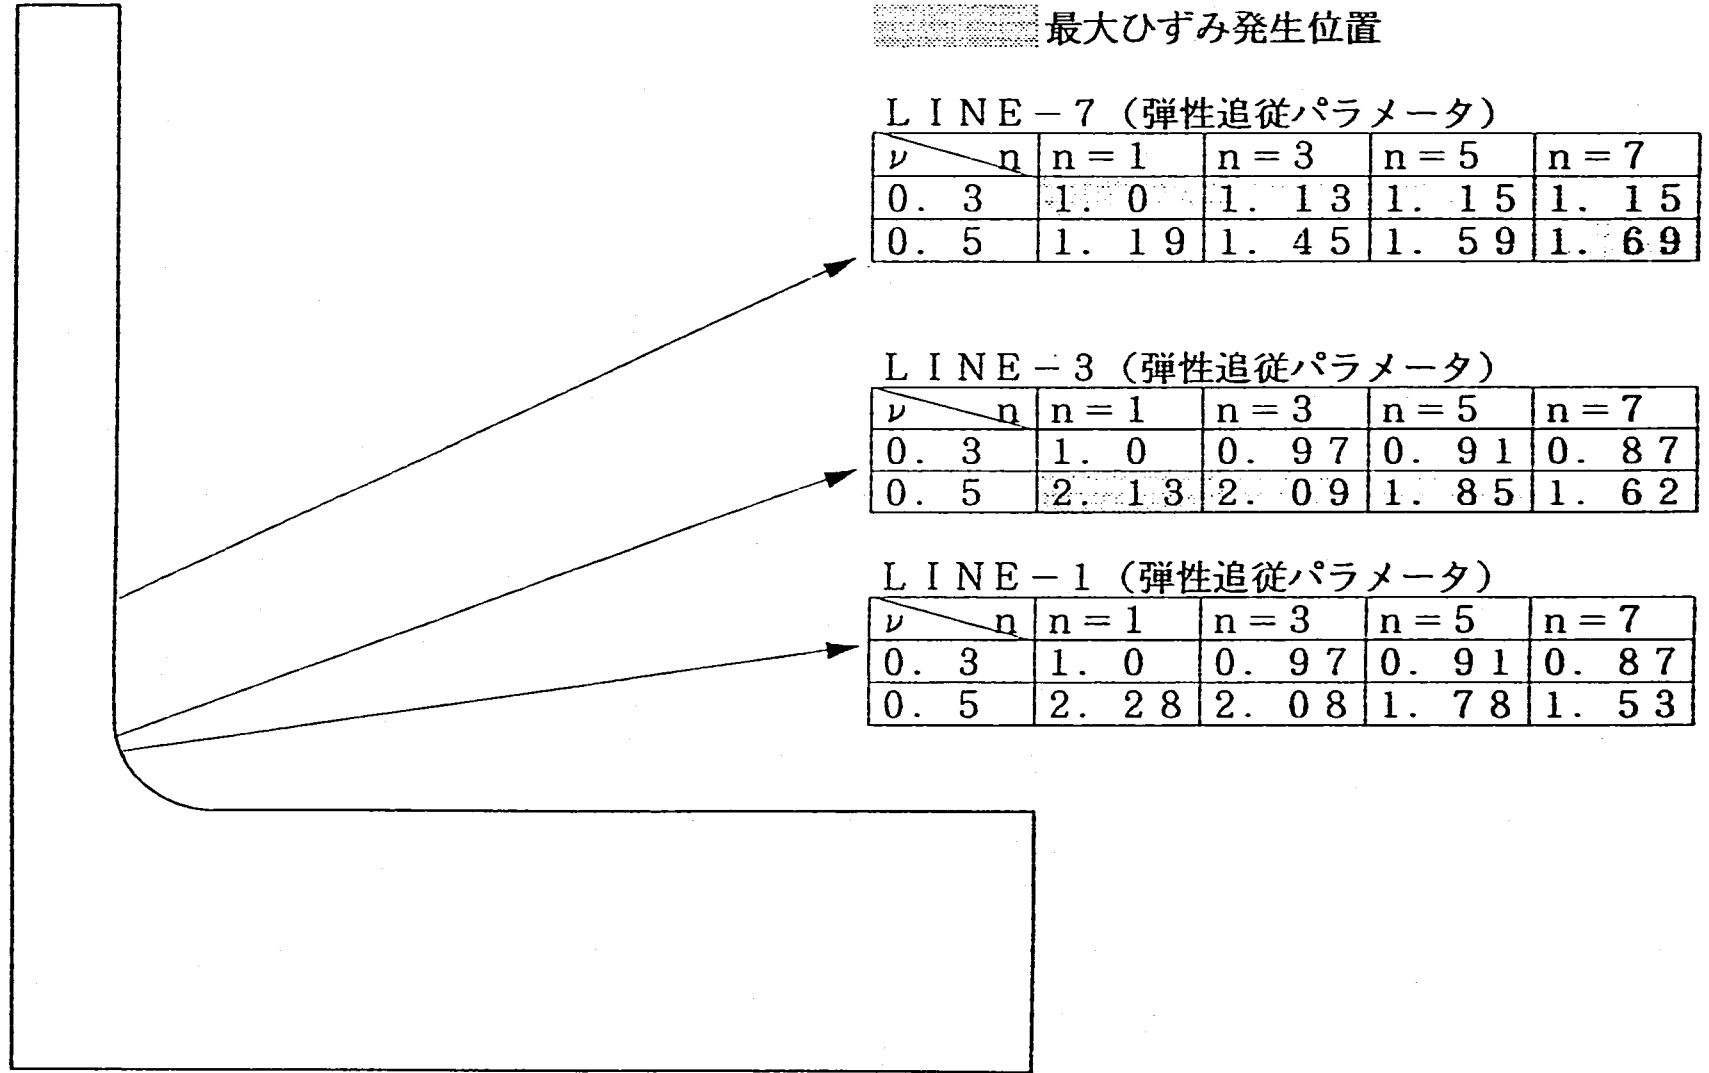 最大ひずみ発生位置
LINE－7（弾性追従パラメータ）
ν n n＝1 n＝3 n＝5 n＝7
0．3 1．0 1．13 1．15 1．15
0．5 1．19 1．45 1．59 1．69
LINE－3（弾性追従パラメータ）
ν n n＝1 n＝3 n＝5 n＝7
0．3 1．0 0．97 0．91 0．87
0．5 2．13 2．09 1．85 1．62
LINE－1（弾性追従パラメータ）
ν n n＝1 n＝3 n＝5 n＝7
0．3 1．0 0．97 0．91 0．87
0．5 2．28 2．08 1．78 1．53